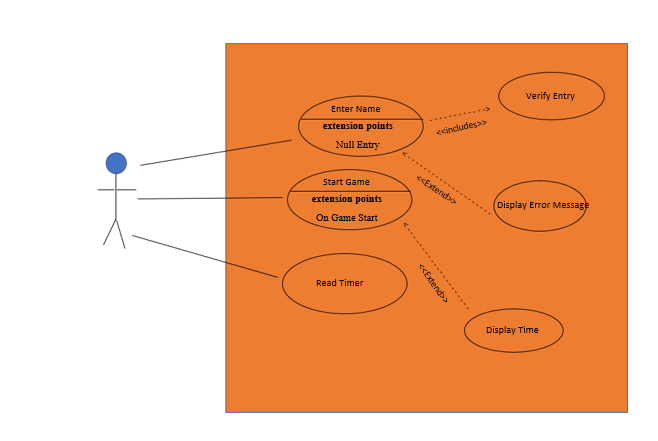 Enter Name
extension points
Null Entry
Verify Entry
<<includes>>
Start Game
extension points
On Game Start
<<Extend>>
Display Error Message
Read Timer
<<Extend>>
Display Time